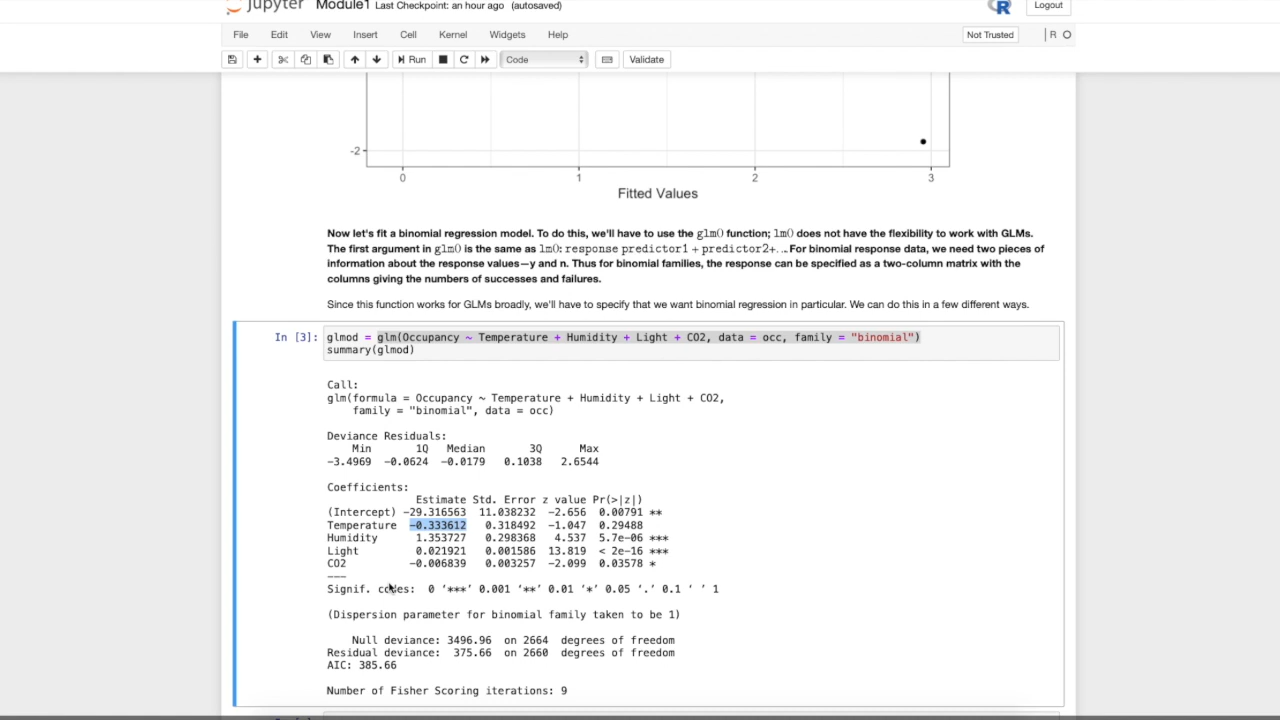 jupyter Module1 Last Checkpoint: an hour ago (autosaved)
R
Logout
File Edit View Insert Cell Kernel Widgets Help
Not Trusted
R
Run
Code
Validate
-2
0 1 2 3
Fitted Values
Now let's fit a binomial regression model. To do this, we'll have to use the glm() function; lm() does not have the flexibility to work with GLMs.
The first argument in glm() is the same as lm(): response predictor1 + predictor2+... For binomial response data, we need two pieces of
information about the response values—y and n. Thus for binomial families, the response can be specified as a two-column matrix with the
columns giving the numbers of successes and failures.
Since this function works for GLMs broadly, we'll have to specify that we want binomial regression in particular. We can do this in a few different ways.
In [3]: glmod = glm(Occupancy ~ Temperature + Humidity + Light + CO2, data = occ, family = "binomial")
summary(glmod)
Call:
glm(formula = Occupancy ~ Temperature + Humidity + Light + CO2,
family = "binomial", data = occ)
Deviance Residuals:
Min 1Q Median 3Q Max
-3.4969 -0.0624 -0.0179 0.1038 2.6544
Coefficients:
Estimate Std. Error z value Pr(>|z|)
(Intercept) -29.316563 11.038232 -2.656 0.00791 **
Temperature -0.333612 0.318492 -1.047 0.29488
Humidity 1.353727 0.298368 4.537 5.7e-06 ***
Light 0.021921 0.001586 13.819 < 2e-16 ***
CO2 -0.006839 0.003257 -2.099 0.03578 *
---
Signif. codes: 0 ‘***’ 0.001 ‘**’ 0.01 ‘*’ 0.05 ‘.’ 0.1 ‘ ’ 1
(Dispersion parameter for binomial family taken to be 1)
Null deviance: 3496.96 on 2664 degrees of freedom
Residual deviance: 375.66 on 2660 degrees of freedom
AIC: 385.66
Number of Fisher Scoring iterations: 9